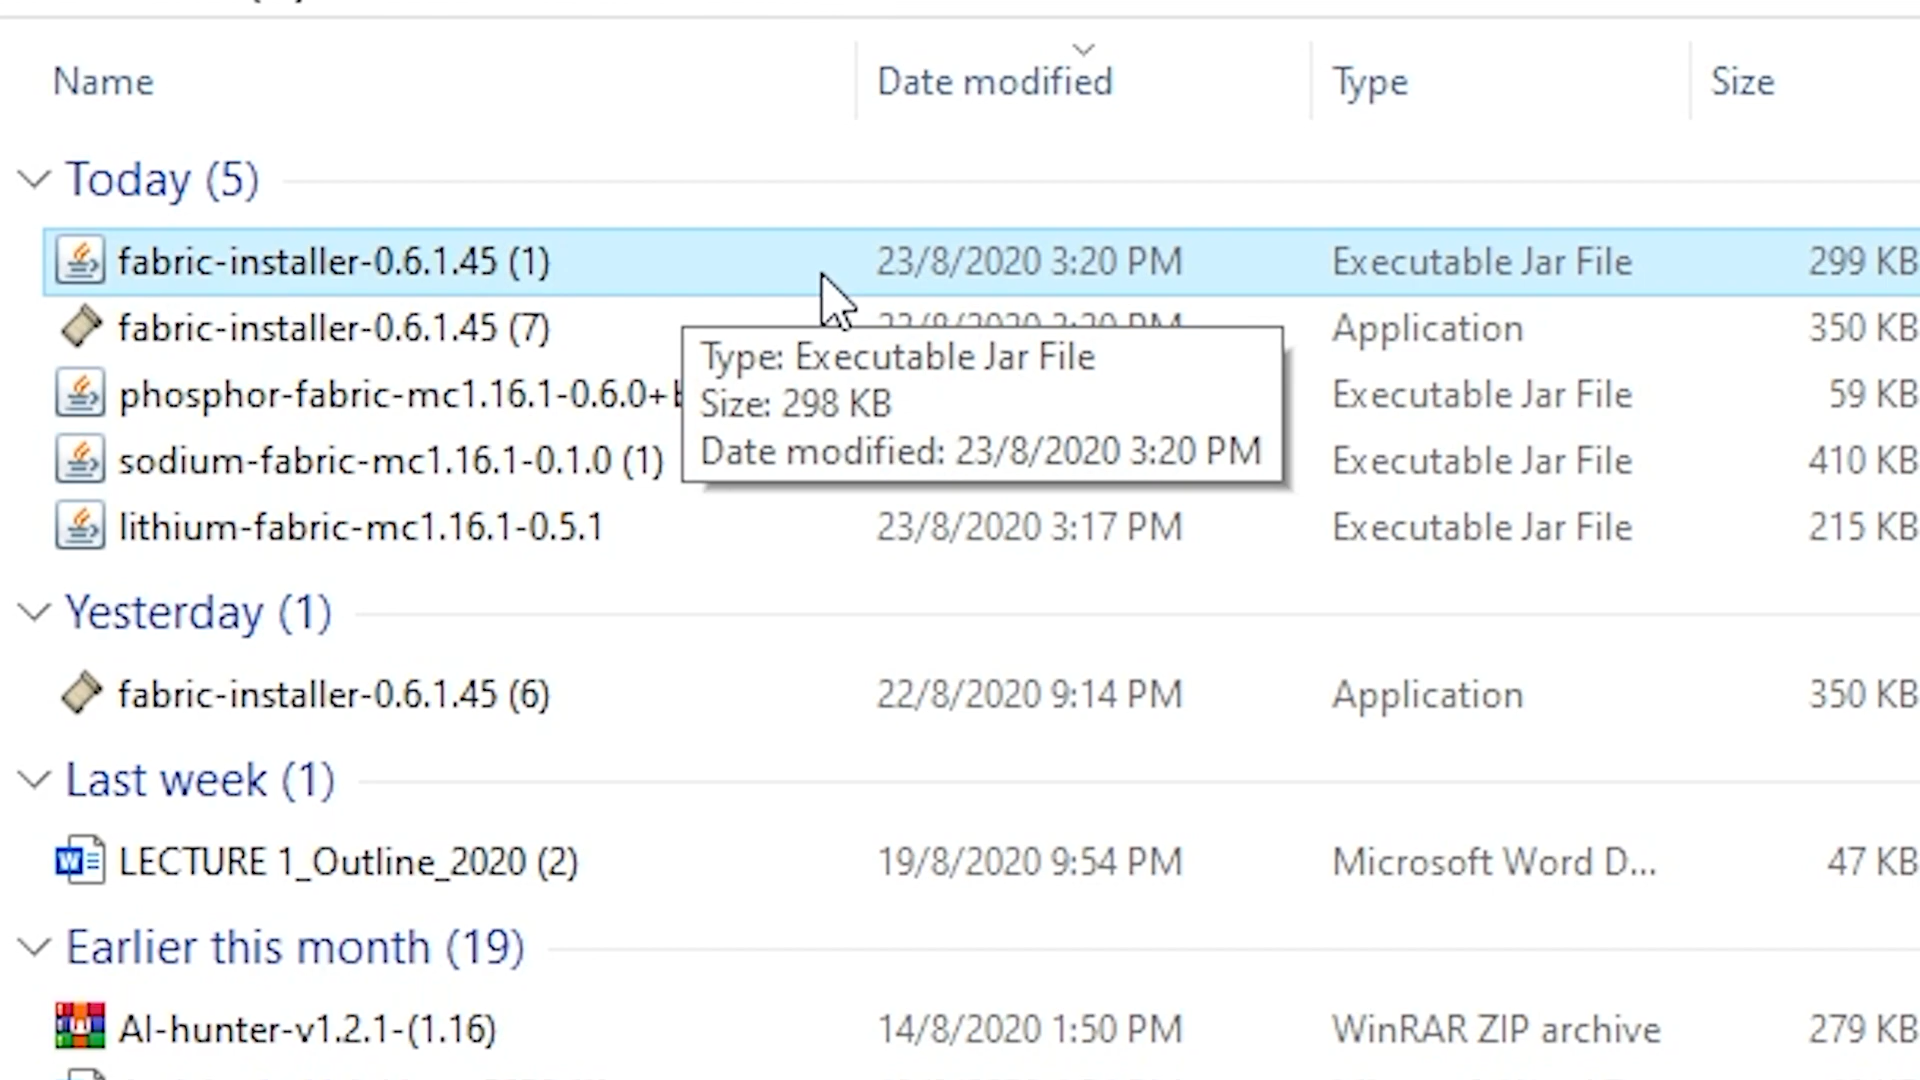 Name Date modified Type Size
Today (5)
fabric-installer-0.6.1.45 (1) 23/8/2020 3:20 PM Executable Jar File 299 KB
fabric-installer-0.6.1.45 (7) 23/8/2020 3:20 PM Application 350 KB
phosphor-fabric-mc1.16.1-0.6.0+ Executable Jar File 59 KB
sodium-fabric-mc1.16.1-0.1.0 (1) Executable Jar File 410 KB
Type: Executable Jar File
Size: 298 KB
Date modified: 23/8/2020 3:20 PM
lithium-fabric-mc1.16.1-0.5.1 23/8/2020 3:17 PM Executable Jar File 215 KB
Yesterday (1)
fabric-installer-0.6.1.45 (6) 22/8/2020 9:14 PM Application 350 KB
Last week (1)
LECTURE 1_Outline_2020 (2) 19/8/2020 9:54 PM Microsoft Word D... 47 KB
Earlier this month (19)
AI-hunter-v1.2.1-(1.16) 14/8/2020 1:50 PM WinRAR ZIP archive 279 KB